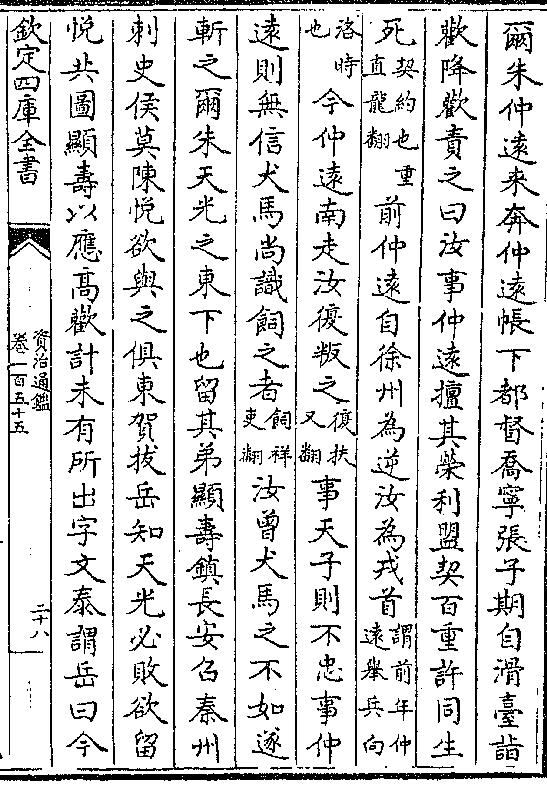 爾朱仲遠來奔仲遠帳下都督喬寧張子期自滑臺詣
歡降歡責之曰汝事仲遠擅其榮利盟契百重許同生
死契約也重直龍翻前仲遠自徐州為逆汝為戎首謂前年仲遠舉兵向
洛時也今仲遠南走汝復叛之復扶又翻事天子則不忠事仲
遠則無信犬馬尚識飼之者飼祥吏翻汝曾犬馬之不如遂
斬之爾朱天光之東下也留其弟顯壽鎮長安召秦州
刺史侯莫陳悦欲與之俱東賀拔岳知天光必敗欲留
悦共圖顯壽以應高歡計未有所出宇文泰謂岳曰今
欽定四庫全書
資治通鑑
卷一百五十五
二十八